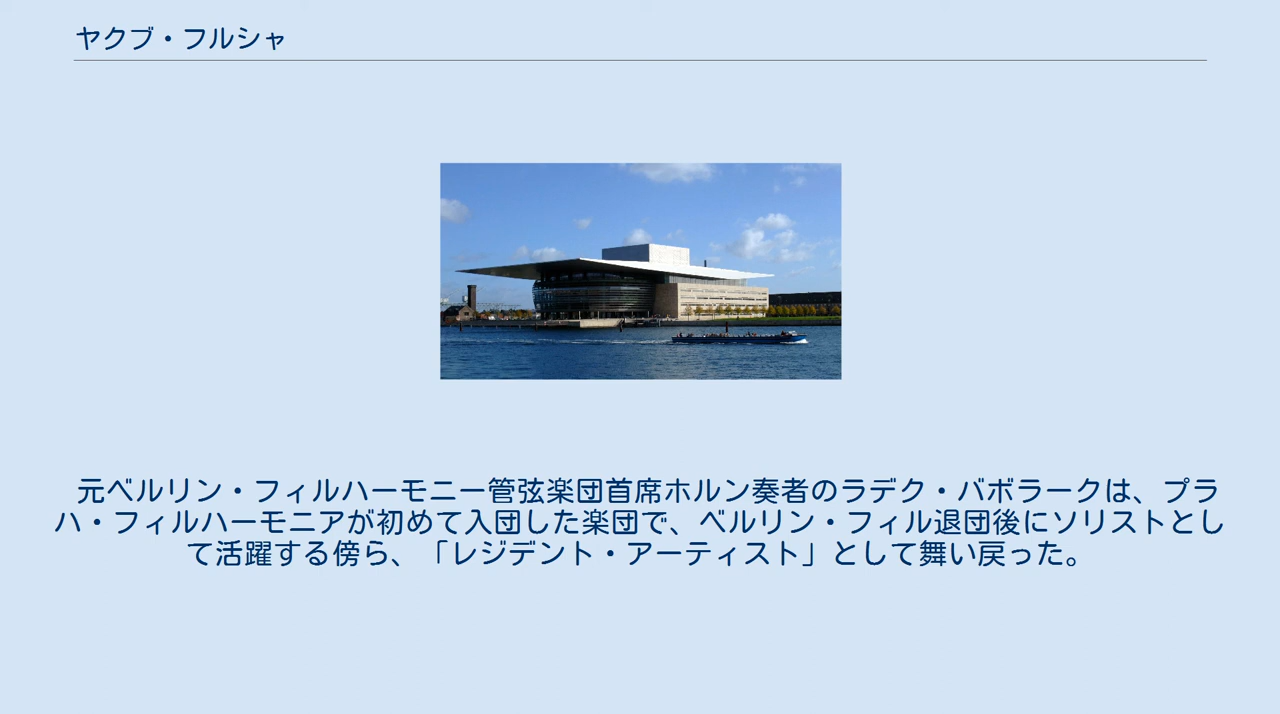 ヤクブ・フルシャ
元ベルリン・フィルハーモニー管弦楽団首席ホルン奏者のラデク・バボラークは、プラ
ハ・フィルハーモニアが初めて入団した楽団で、ベルリン・フィル退団後にソリストとし
て活躍する傍ら、「レジデント・アーティスト」として舞い戻った。